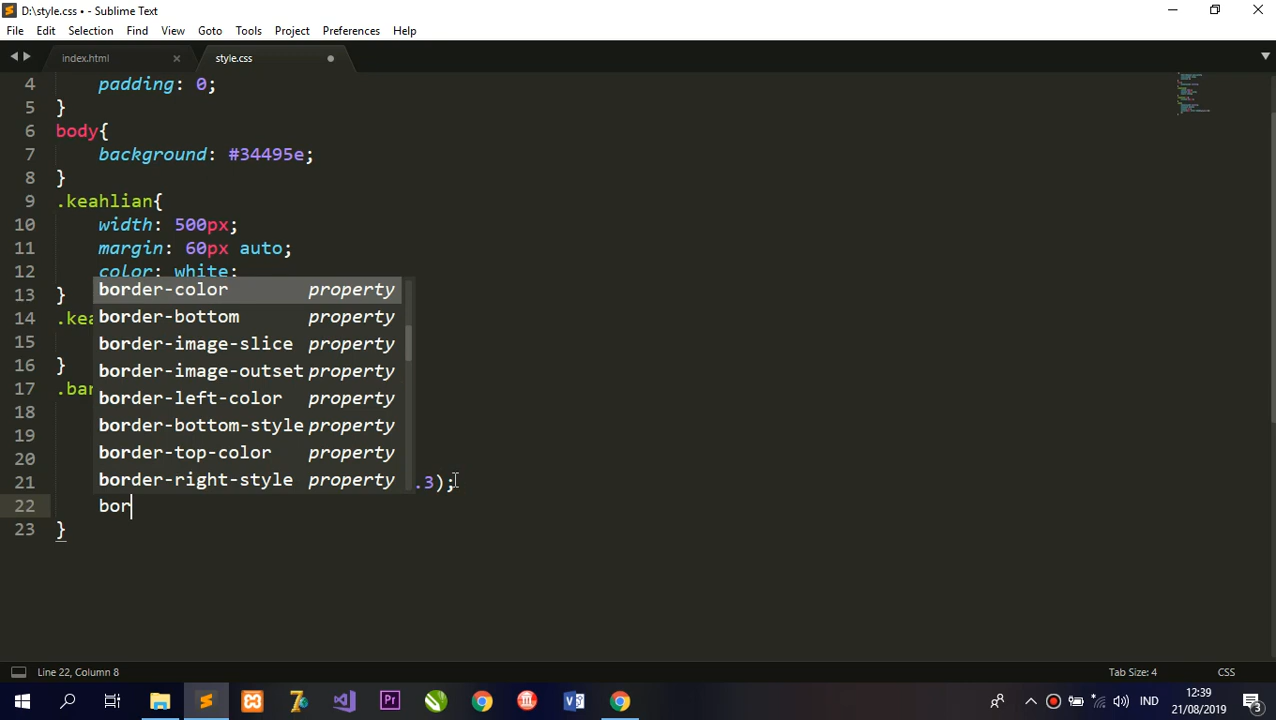 D:\style.css • - Sublime Text
File Edit Selection Find View Goto Tools Project Preferences Help
index.html style.css
4 padding: 0;
5 }
6 body{
7 background: #34495e;
8 }
9 .keahlian{
10 width: 500px;
11 margin: 60px auto;
12 color: white;
13 }
border-color property
border-bottom property
14 .kea
border-image-slice property
15
border-image-outset property
16 }
17 .bar
border-left-color property
18
border-bottom-style property
19
border-top-color property
20
border-right-style property
21 .3);
22 bor
23 }
Line 22, Column 8 Tab Size: 4 CSS
Pr IND 12:39
21/08/2019 3